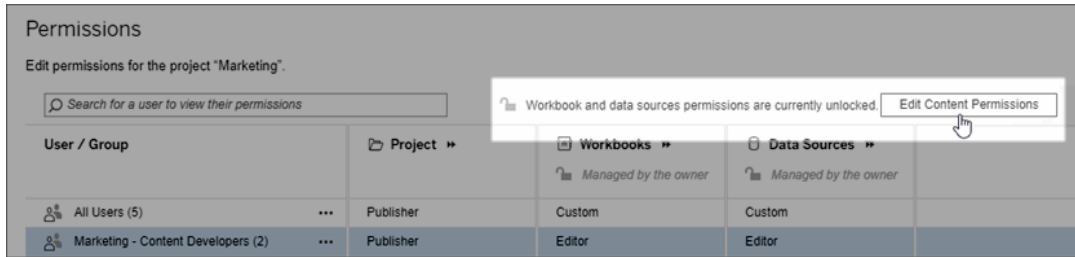 Permissions
Edit permissions for the project “Marketing”.
Search for a user to view their permissions
Workbook and data sources permissions are currently unlocked. Edit Content Permissions
User / Group Project Workbooks Data Sources
Managed by the owner Managed by the owner
All Users (5) ••• Publisher Custom Custom
Marketing - Content Developers (2) ••• Publisher Editor Editor